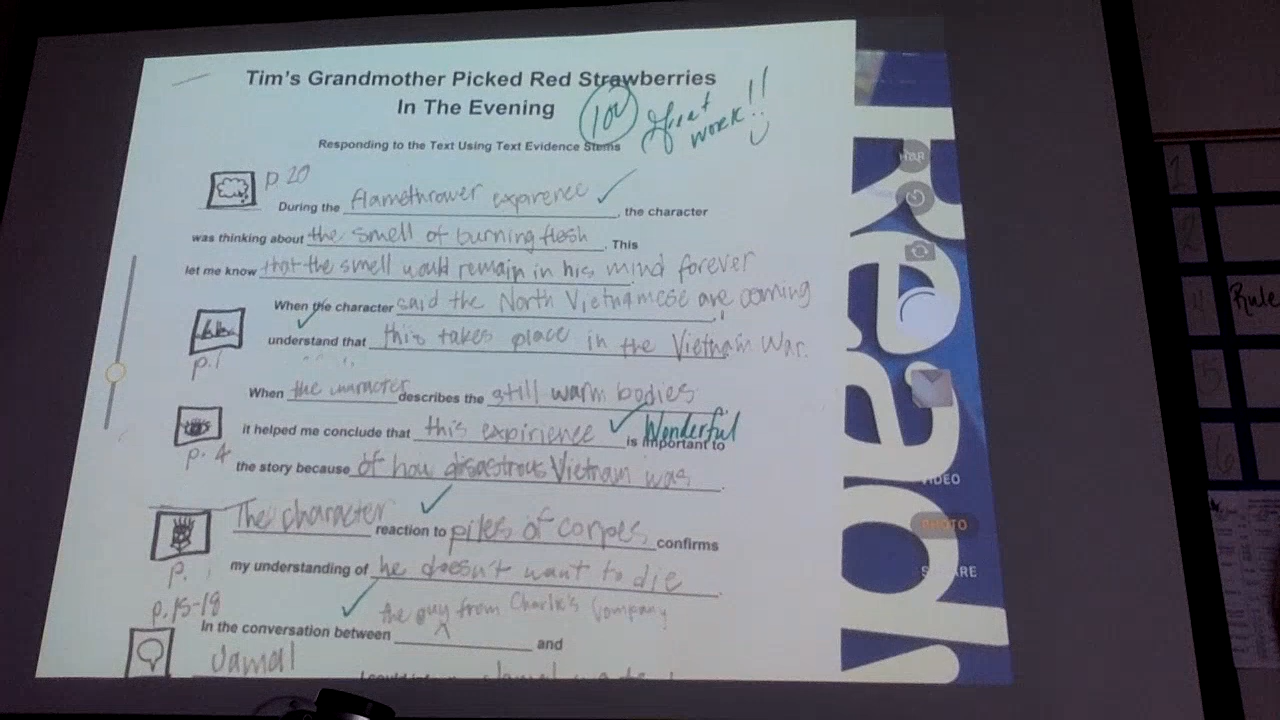 Tim's Grandmother Picked Red Strawberries
In The Evening
100 Great work!!
Responding to the Text Using Text Evidence Stems
p. 20
During the flamethrower expirence, the character
was thinking about the smell of burning flesh. This
let me know that the smell would remain in his mind forever
When the character said the North Vietnamese are coming, I
understand that this takes place in the Vietnam War.
p. 1
When the character describes the still warm bodies
it helped me conclude that this expirience is important to
Wonderful
p. 4
the story because of how disastrous Vietnam was.
The character reaction to piles of corpes confirms
p.
my understanding of he doesn't want to die.
p. 15-18
the guy from Charlie's Company
In the conversation between and
Jamal
Read!
HDR
VIDEO
PHOTO
SQUARE
Rule